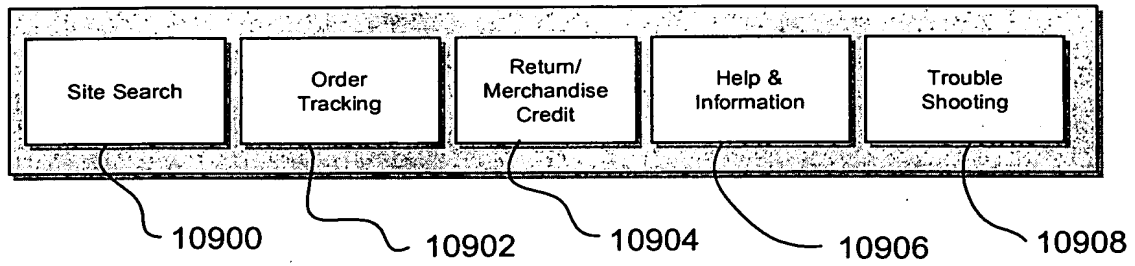 Site Search
Order
Tracking
Return/
Merchandise
Credit
Help &
Information
Trouble
Shooting
10900
10902
10904
10906
10908